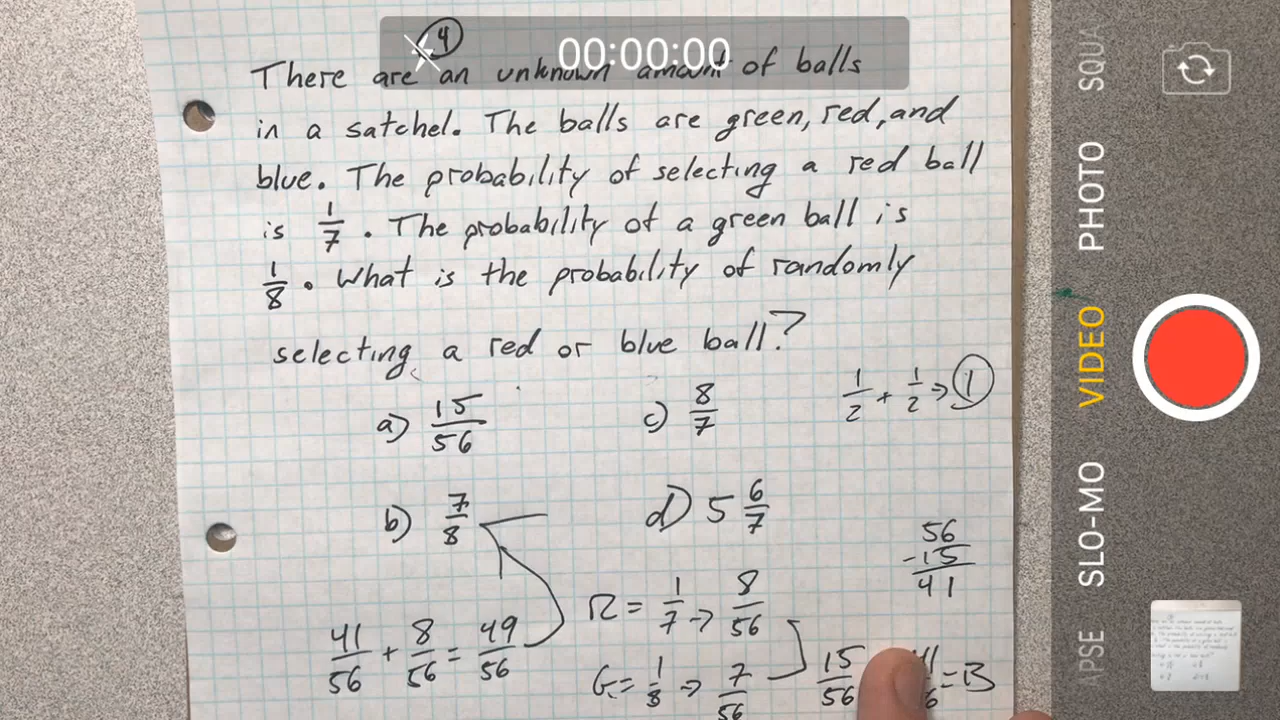 4
00:00:00
There are an unknown amount of balls
in a satchel. The balls are green, red, and
blue. The probability of selecting a red ball
is 1/7. The probability of a green ball is
1/8. What is the probability of randomly
selecting a red or blue ball?
a) 15/56
c) 8/7
1/2 + 1/2 → 1
b) 7/8
d) 5 6/7
56
-15
41
R = 1/7 → 8/56
41/56 + 8/56 = 49/56
G = 1/8 → 7/56
15/56
= B
SQUA
PHOTO
VIDEO
SLO-MO
APSE